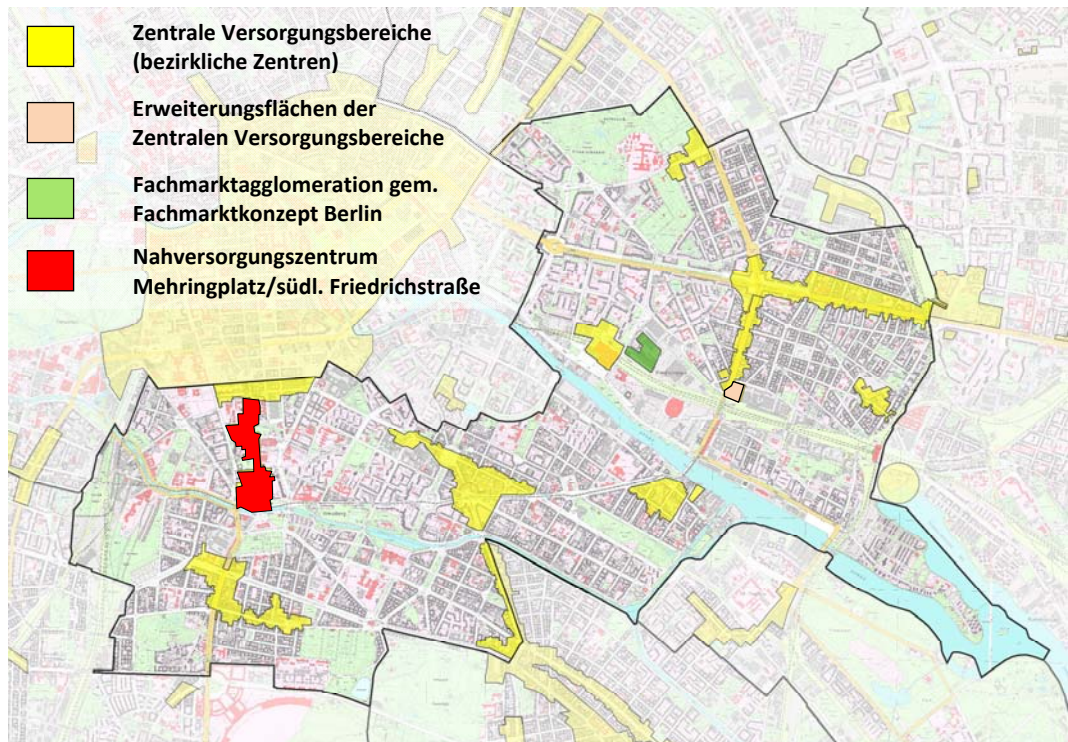 Zentrale Versorgungsbereiche
(bezirkliche Zentren)
Erweiterungsflächen der
Zentralen Versorgungsbereiche
Fachmarktagglomeration gem.
Fachmarktkonzept Berlin
Nahversorgungszentrum
Mehringplatz/südl. Friedrichstraße